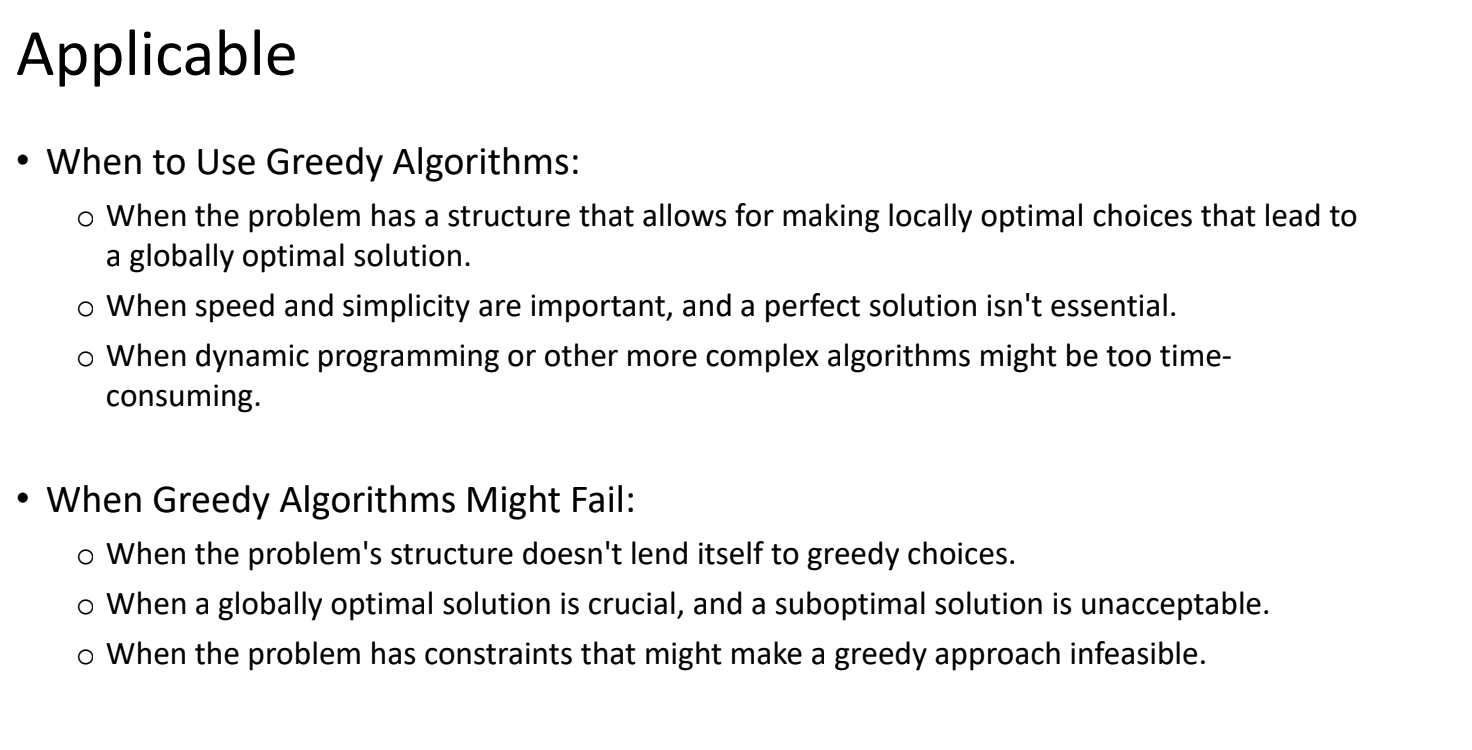 Applicable
• When to Use Greedy Algorithms:
o When the problem has a structure that allows for making locally optimal choices that lead to
a globally optimal solution.
o When speed and simplicity are important, and a perfect solution isn't essential.
o When dynamic programming or other more complex algorithms might be too time-
consuming.
• When Greedy Algorithms Might Fail:
o When the problem's structure doesn't lend itself to greedy choices.
o When a globally optimal solution is crucial, and a suboptimal solution is unacceptable.
o When the problem has constraints that might make a greedy approach infeasible.